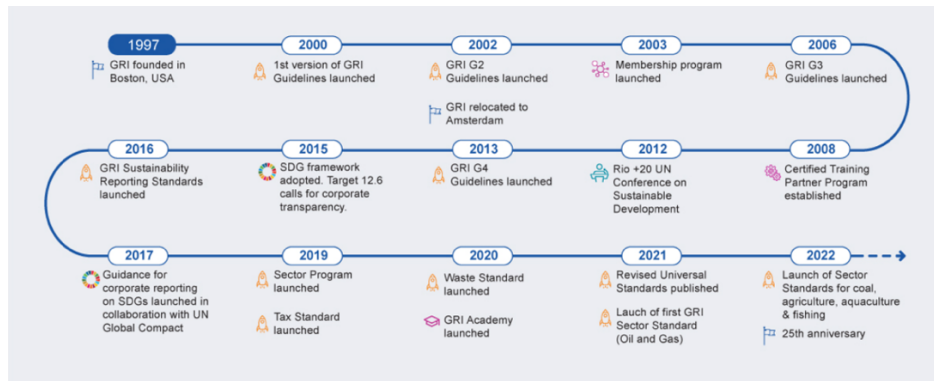 1997
GRI founded in
Boston, USA
2000
1st version of GRI
Guidelines launched
2002
GRI G2
Guidelines launched
GRI relocated to
Amsterdam
2003
Membership program
launched
2006
GRI G3
Guidelines launched
2008
Certified Training
Partner Program
established
2012
Rio +20 UN
Conference on
Sustainable
Development
2013
GRI G4
Guidelines launched
2015
SDG framework
adopted. Target 12.6
calls for corporate
transparency.
2016
GRI Sustainability
Reporting Standards
launched
2017
Guidance for
corporate reporting
on SDGs launched in
collaboration with UN
Global Compact
2019
Sector Program
launched
Tax Standard
launched
2020
Waste Standard
launched
GRI Academy
launched
2021
Revised Universal
Standards published
Lauch of first GRI
Sector Standard
(Oil and Gas)
2022
Launch of Sector
Standards for coal,
agriculture, aquaculture
& fishing
25th anniversary